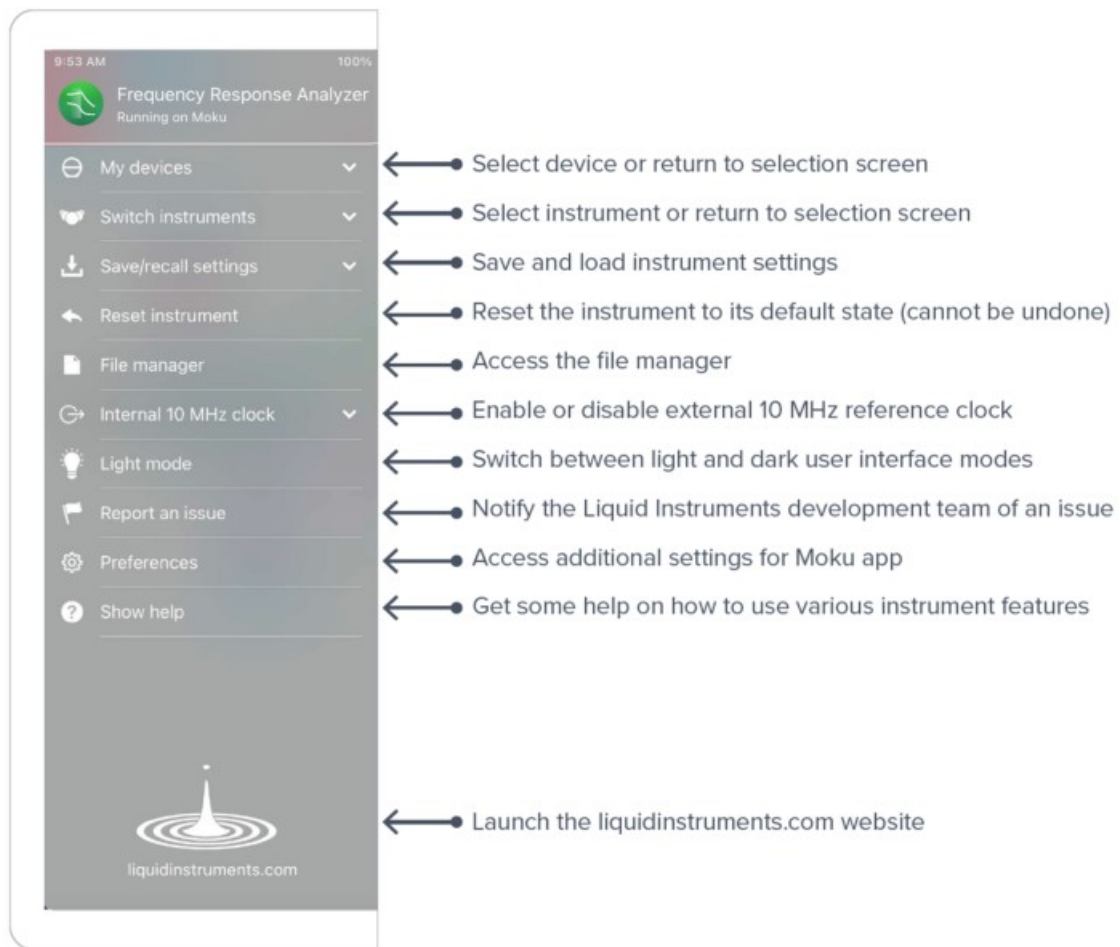 9:53 AM 100%
Frequency Response Analyzer
Running on Moku
My devices
Select device or return to selection screen
Switch instruments
Select instrument or return to selection screen
Save/recall settings
Save and load instrument settings
Reset instrument
Reset the instrument to its default state (cannot be undone)
File manager
Access the file manager
Internal 10 MHz clock
Enable or disable external 10 MHz reference clock
Light mode
Switch between light and dark user interface modes
Report an issue
Notify the Liquid Instruments development team of an issue
Preferences
Access additional settings for Moku app
Show help
Get some help on how to use various instrument features
Launch the liquidinstruments.com website
liquidinstruments.com